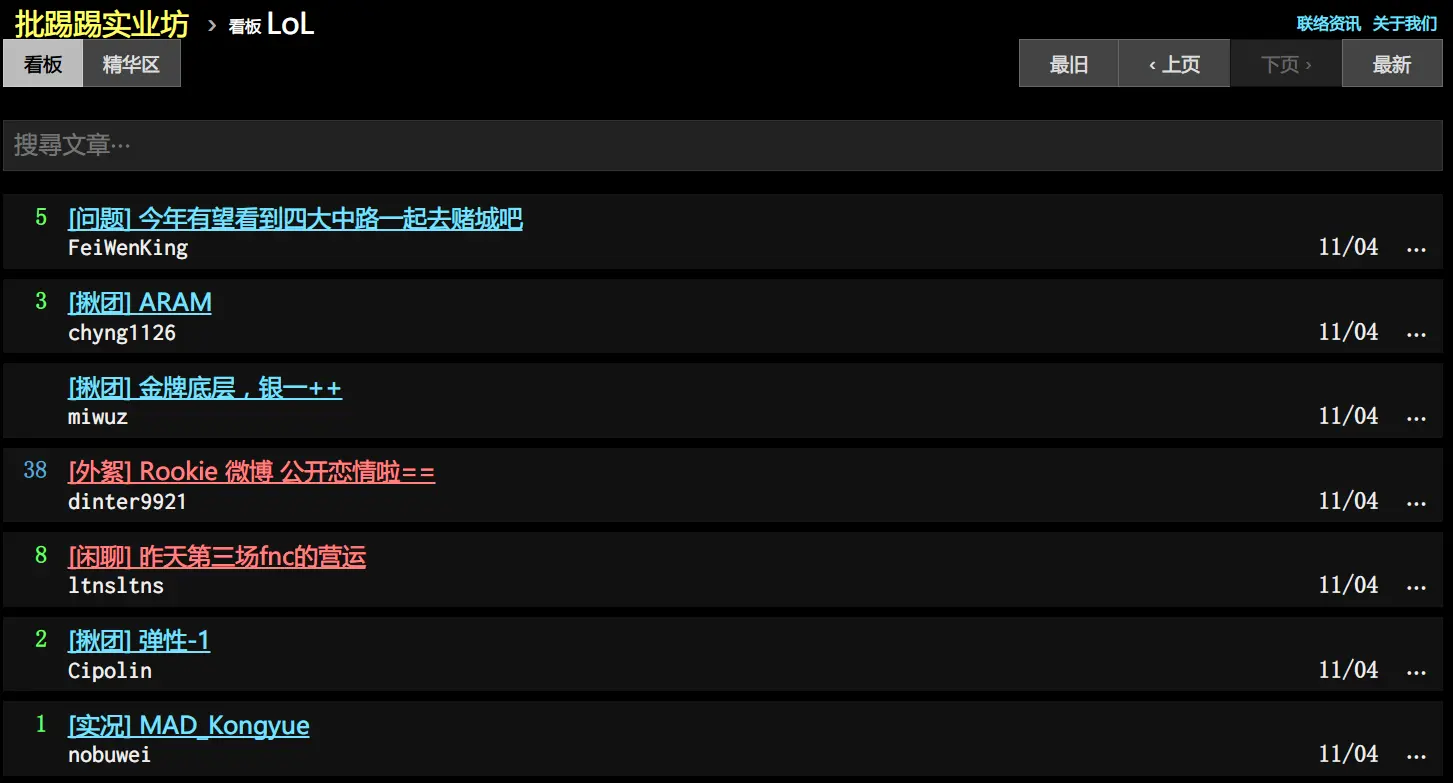 批踢踢实业坊 › 看板 LoL
联络资讯 关于我们
看板 精华区
最旧 ‹ 上页 下页 › 最新
搜尋文章⋯
5 [问题] 今年有望看到四大中路一起去赌城吧
FeiWenKing 11/04 ⋯
3 [揪团] ARAM
chyng1126 11/04 ⋯
[揪团] 金牌底层，银一++
miwuz 11/04 ⋯
38 [外絮] Rookie 微博 公开恋情啦==
dinter9921 11/04 ⋯
8 [闲聊] 昨天第三场fnc的营运
ltnsltns 11/04 ⋯
2 [揪团] 弹性-1
Cipolin 11/04 ⋯
1 [实况] MAD_Kongyue
nobuwei 11/04 ⋯